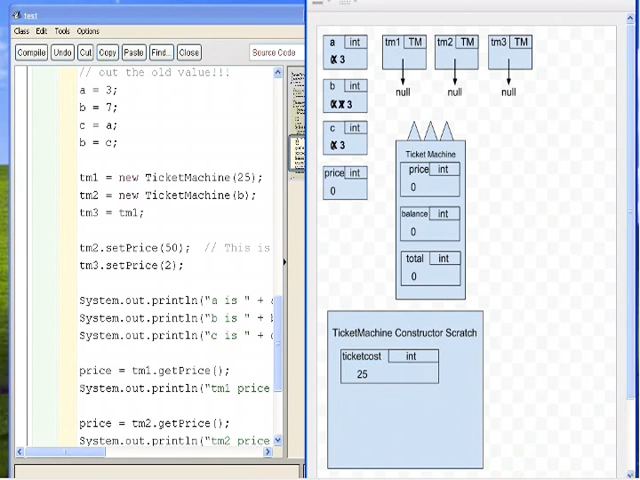 test
Class Edit Tools Options
Compile Undo Cut Copy Paste Find... Close Source Code
// out the old value!!!
a = 3;
b = 7;
c = a;
b = c;
tm1 = new TicketMachine(25);
tm2 = new TicketMachine(b);
tm3 = tm1;
tm2.setPrice(50); // This is
tm3.setPrice(2);
System.out.println("a is " +
System.out.println("b is " +
System.out.println("c is " +
price = tm1.getPrice();
System.out.println("tm1 price
price = tm2.getPrice();
System.out.println("tm2 price
a int
3
b int
3
c int
3
price int
0
tm1 TM tm2 TM tm3 TM
null null null
Ticket Machine
price int
0
balance int
0
total int
0
TicketMachine Constructor Scratch
ticketcost int
25